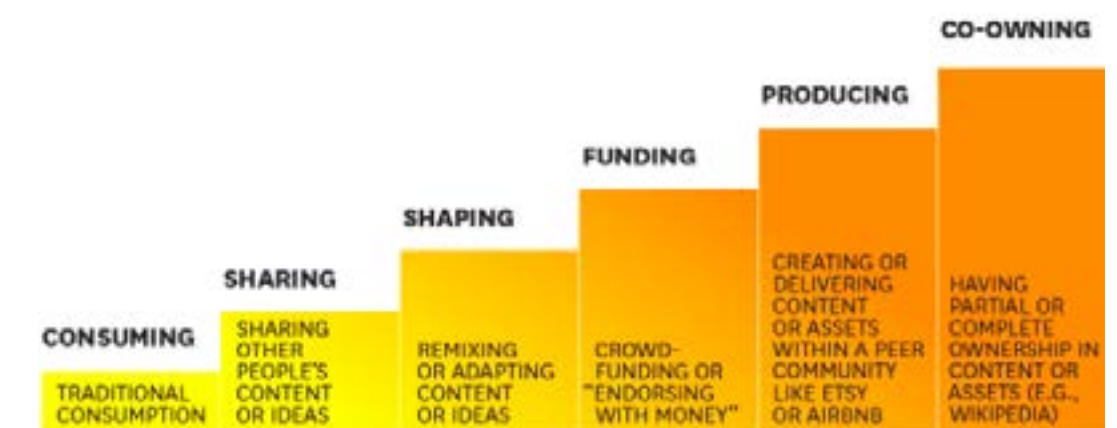 CONSUMING
TRADITIONAL
CONSUMPTION
SHARING
SHARING
OTHER
PEOPLE'S
CONTENT
OR IDEAS
SHAPING
REMIXING
OR ADAPTING
CONTENT
OR IDEAS
FUNDING
CROWD-
FUNDING OR
"ENDORSING
WITH MONEY"
PRODUCING
CREATING OR
DELIVERING
CONTENT
OR ASSETS
WITHIN A PEER
COMMUNITY
LIKE ETSY
OR AIRBNB
CO-OWNING
HAVING
PARTIAL OR
COMPLETE
OWNERSHIP IN
CONTENT OR
ASSETS (E.G.,
WIKIPEDIA)